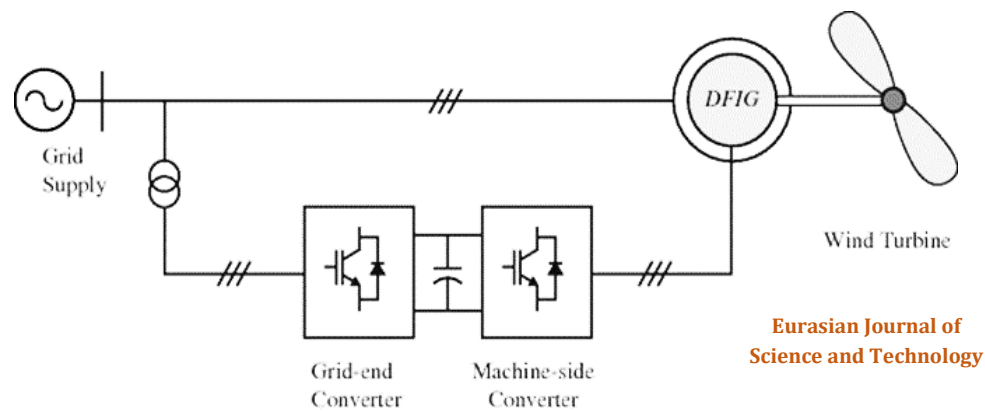 DFIG
Grid
Supply
Wind Turbine
Eurasian Journal of
Science and Technology
Grid-end
Converter
Machine-side
Converter